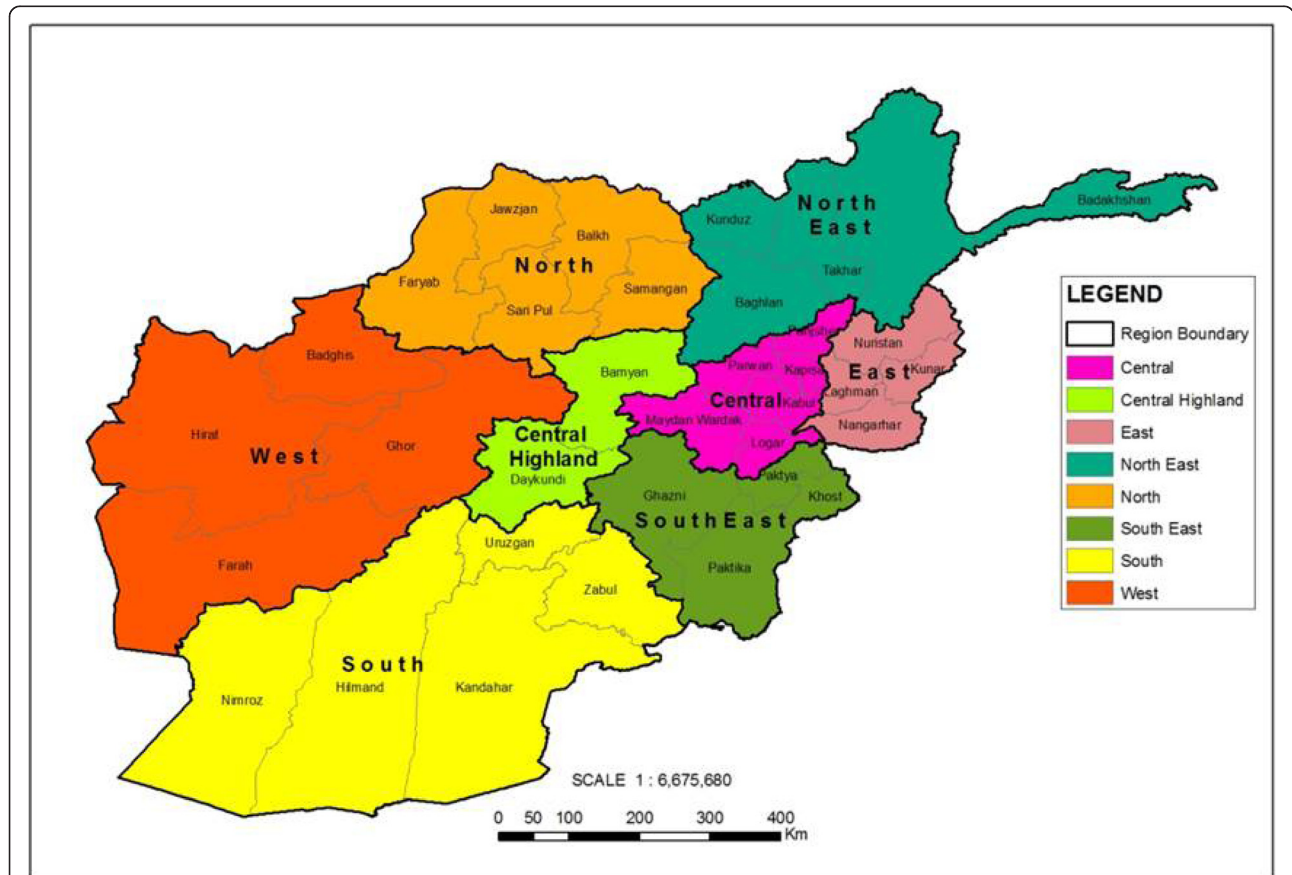 Jawzjan
Balkh
North
Faryab
Sari Pul
Samangan
Kunduz
North
East
Takhar
Baghlan
Badakhshan
Badghis
Hirat
West
Ghor
Farah
Bamyan
Central
Highland
Daykundi
Parwan
Kapisa
Central
Kabul
Maydan Wardak
Logar
Nuristan
East
Kunar
Laghman
Nangarhar
Ghazni
Paktya
Khost
South East
Paktika
Uruzgan
Zabul
South
Nimroz
Hilmand
Kandahar
LEGEND
Region Boundary
Central
Central Highland
East
North East
North
South East
South
West
SCALE 1 : 6,675,680
0 50 100 200 300 400
Km